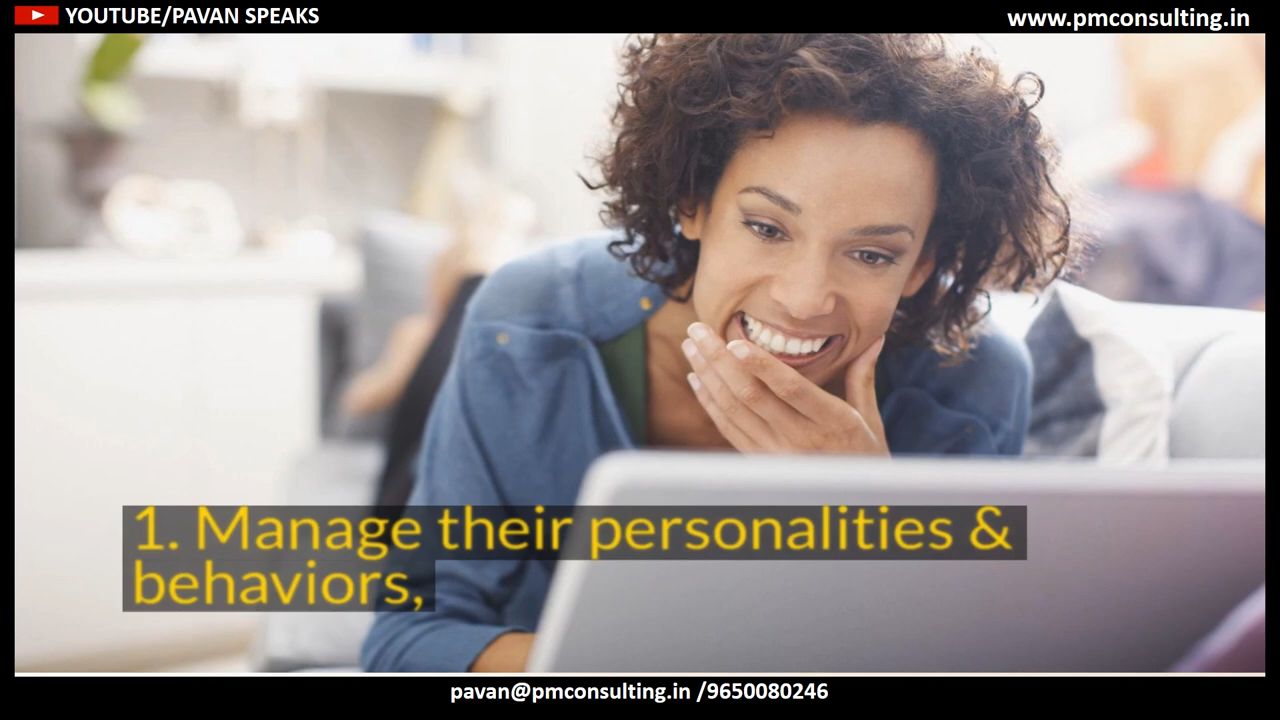 YOUTUBE/PAVAN SPEAKS
www.pmconsulting.in
1. Manage their personalities &
behaviors,
pavan@pmconsulting.in /9650080246